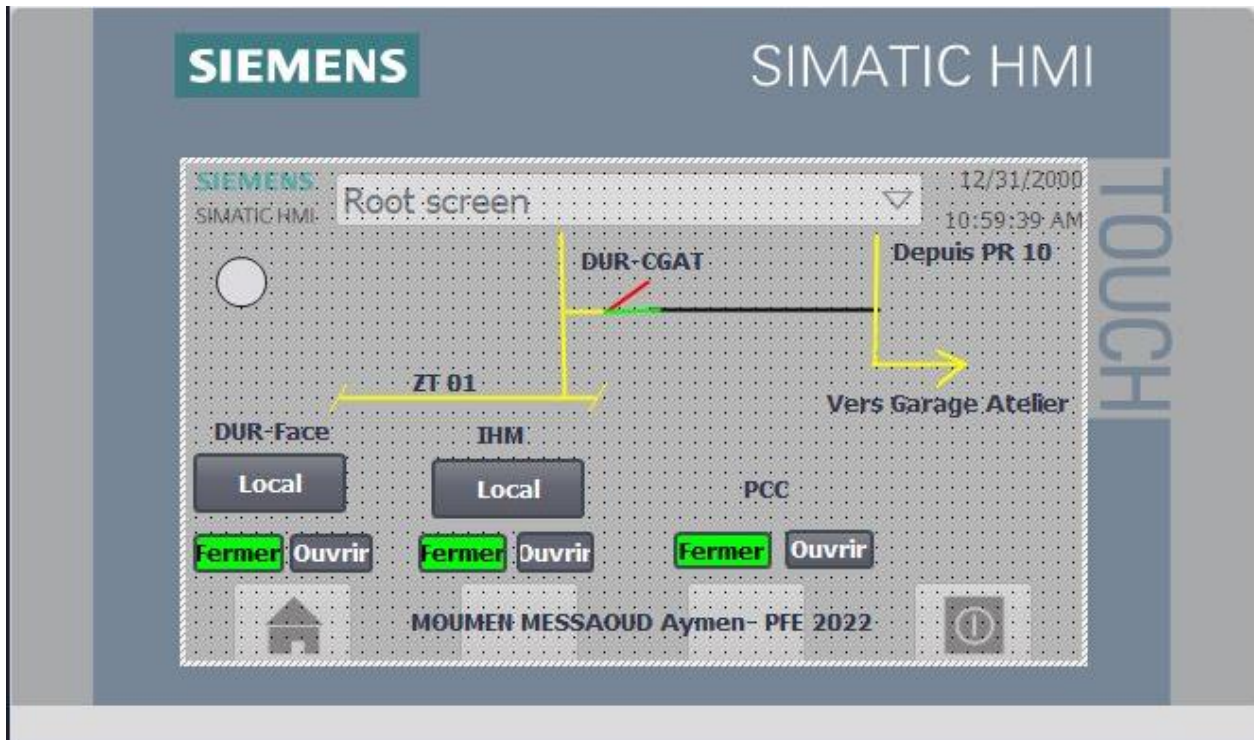 SIEMENS
SIMATIC HMI
TOUCH
SIEMENS
SIMATIC HMI
Root screen
12/31/2000
10:59:39 AM
DUR-CGAT
Depuis PR 10
ZT 01
Vers Garage Atelier
DUR-Face
IHM
PCC
Local
Local
Fermer
Ouvrir
Fermer
Ouvrir
Fermer
Ouvrir
MOUMEN MESSAOUD Aymen- PFE 2022